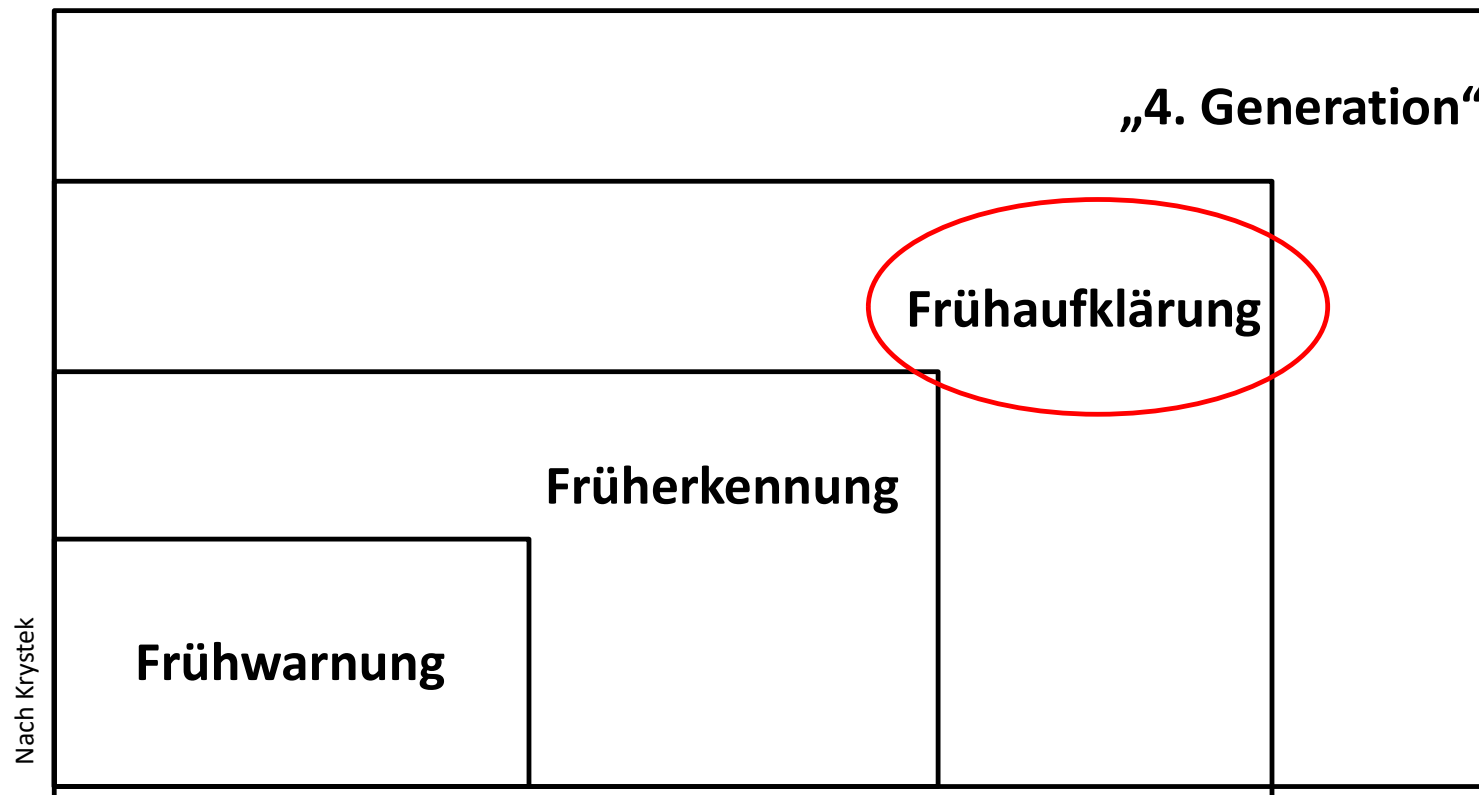 „4. Generation“
Frühaufklärung
Früherkennung
Frühwarnung
Nach Krystek